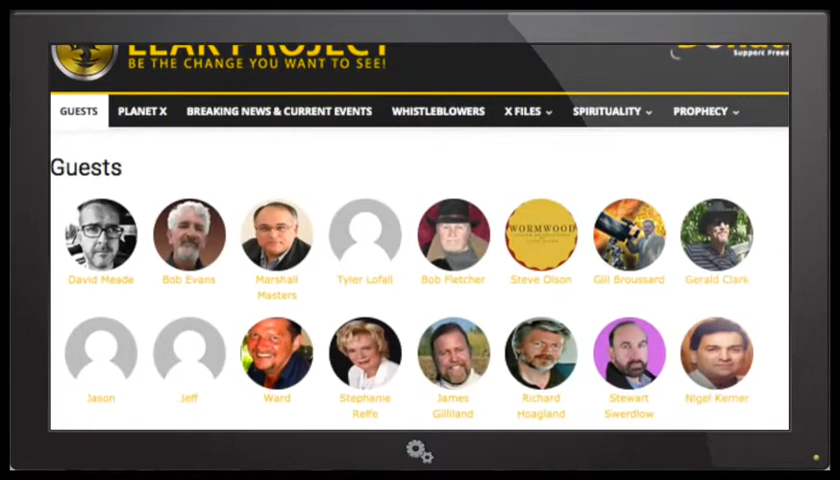 LEAK PROJECT
BE THE CHANGE YOU WANT TO SEE!
Support Free
GUESTS PLANET X BREAKING NEWS & CURRENT EVENTS WHISTLEBLOWERS X FILES SPIRITUALITY PROPHECY
Guests
WORMWOOD
David Meade Bob Evans Marshall Masters Tyler Lofall Bob Fletcher Steve Olson Gill Broussard Gerald Clark
Jason Jeff Ward Stephanie Relfe James Gilliland Richard Hoagland Stewart Swerdlow Nigel Kerner